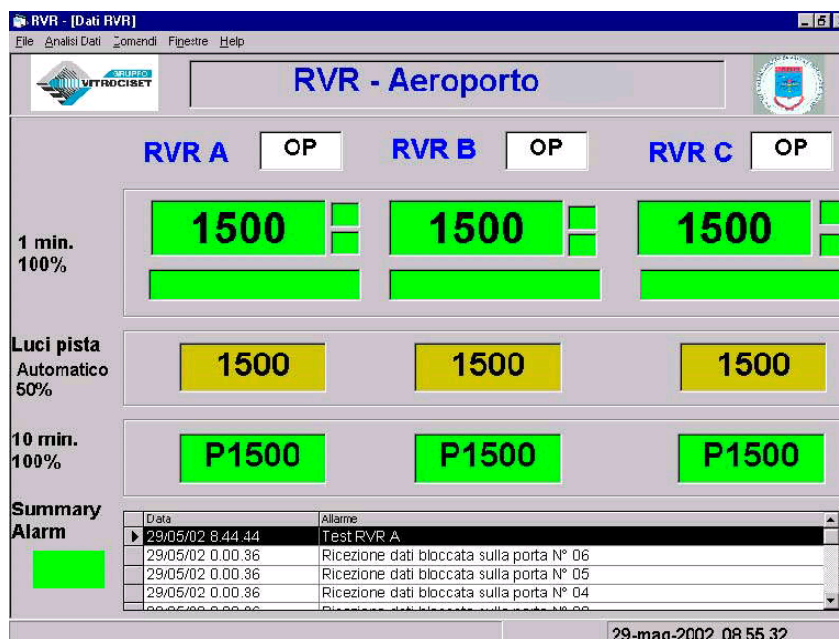 RVR - [Dati RVR]
File Analisi Dati Comandi Finestre Help
GRUPPO
VITROCISET
RVR - Aeroporto
RVR A OP RVR B OP RVR C OP
1500 1500 1500
1 min.
100%
Luci pista
Automatico
50%
1500 1500 1500
10 min.
100%
P1500 P1500 P1500
Summary
Alarm
Data Allarme
29/05/02 8.44.44 Test RVR A
29/05/02 0.00.36 Ricezione dati bloccata sulla porta N° 06
29/05/02 0.00.36 Ricezione dati bloccata sulla porta N° 05
29/05/02 0.00.36 Ricezione dati bloccata sulla porta N° 04
29-mag-2002 08.55.32